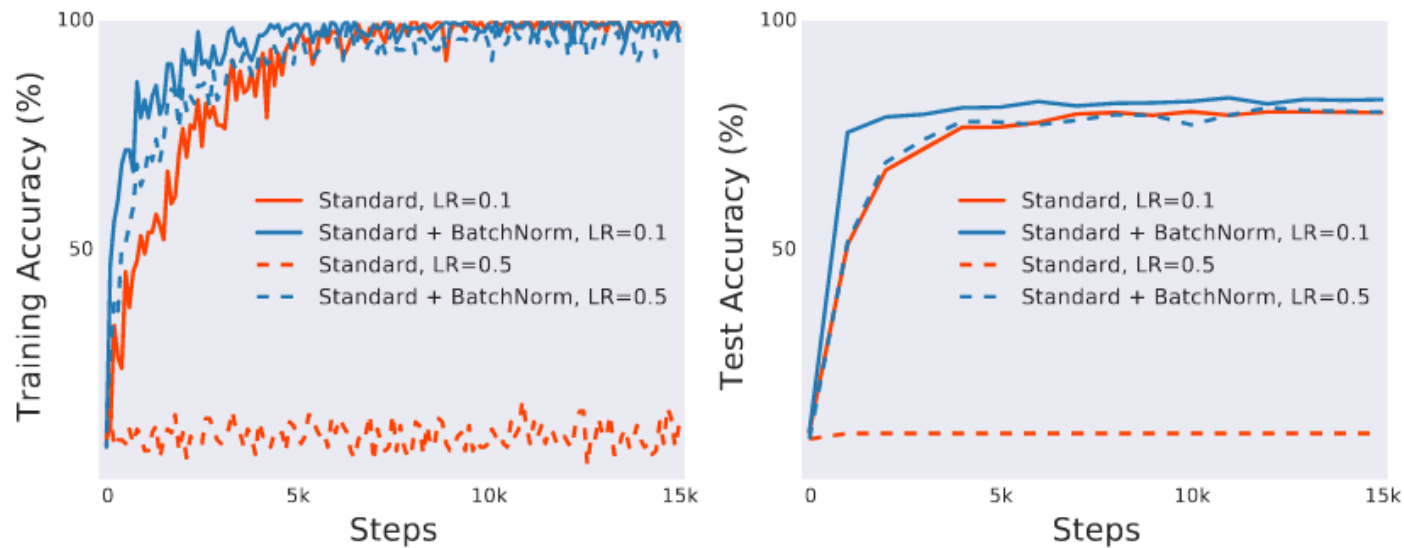 Training Accuracy (%)
100
50
Standard, LR=0.1
Standard + BatchNorm, LR=0.1
Standard, LR=0.5
Standard + BatchNorm, LR=0.5
0 5k 10k 15k
Steps
Test Accuracy (%)
100
50
Standard, LR=0.1
Standard + BatchNorm, LR=0.1
Standard, LR=0.5
Standard + BatchNorm, LR=0.5
0 5k 10k 15k
Steps